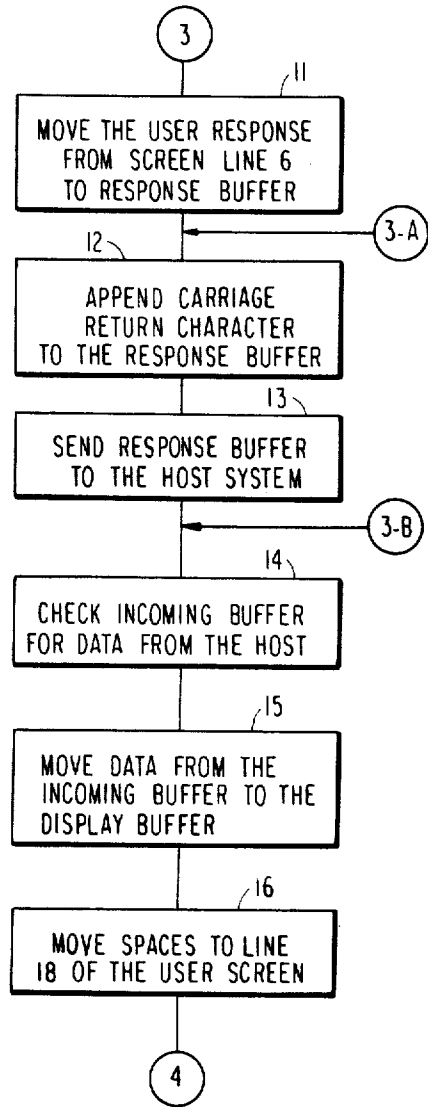 3
11
MOVE THE USER RESPONSE
FROM SCREEN LINE 6
TO RESPONSE BUFFER
3-A
12
APPEND CARRIAGE
RETURN CHARACTER
TO THE RESPONSE BUFFER
13
SEND RESPONSE BUFFER
TO THE HOST SYSTEM
3-B
14
CHECK INCOMING BUFFER
FOR DATA FROM THE HOST
15
MOVE DATA FROM THE
INCOMING BUFFER TO THE
DISPLAY BUFFER
16
MOVE SPACES TO LINE
18 OF THE USER SCREEN
4